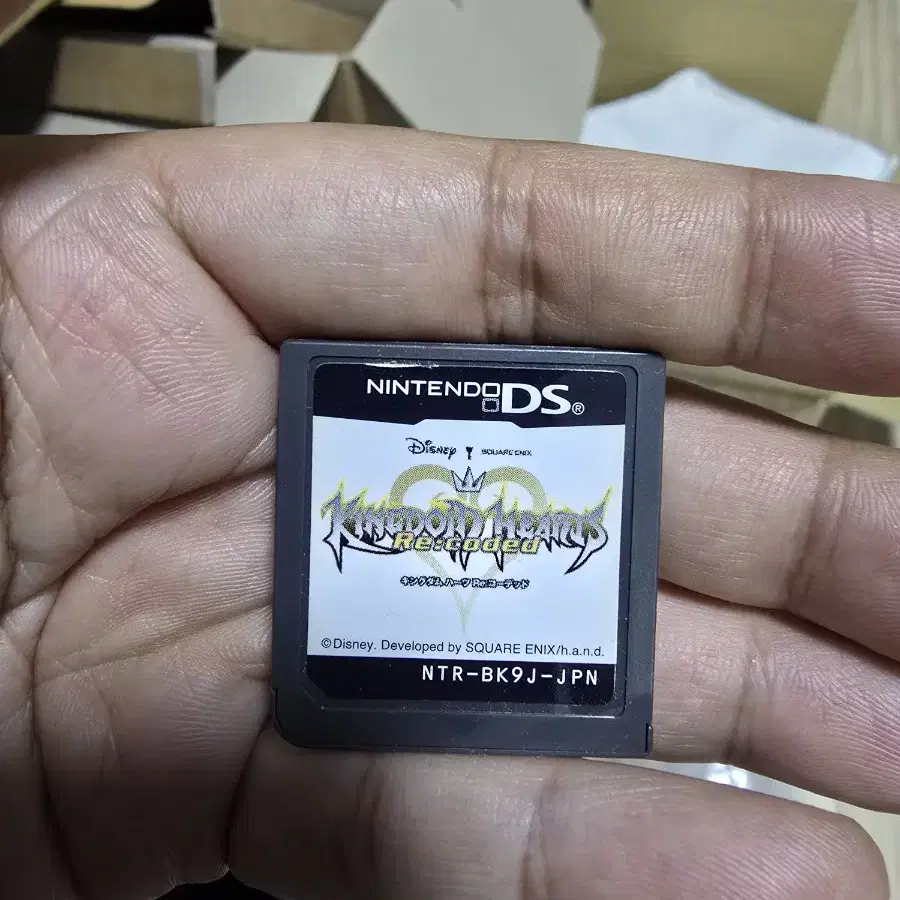 NINTENDO DS®
Disney SQUARE ENIX
KINGDOM HEARTS
Re:coded
キングダム ハーツ Re:コーデッド
©Disney. Developed by SQUARE ENIX/h.a.n.d.
NTR-BK9J-JPN